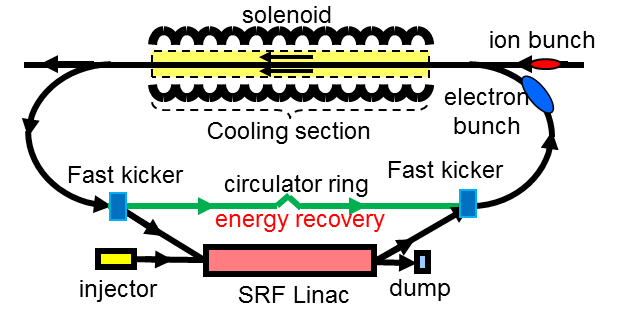 solenoid
ion bunch
electron
bunch
Cooling section
Fast kicker
Fast kicker
circulator ring
energy recovery
injector
SRF Linac
dump